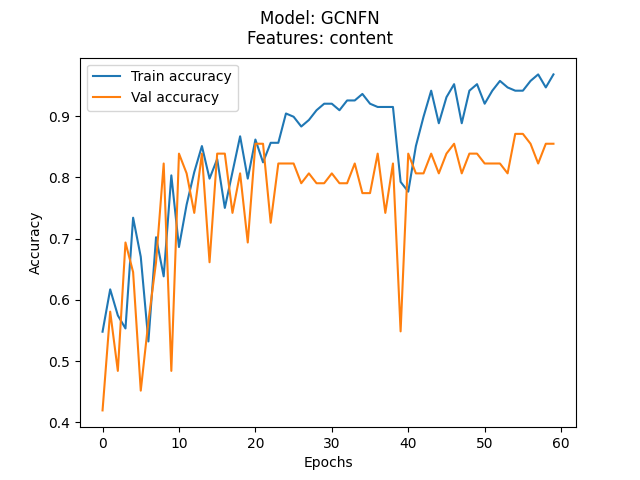 Model: GCNFN
Features: content
Train accuracy
Val accuracy
0.9
0.8
0.7
0.6
0.5
0.4
Accuracy
0 10 20 30 40 50 60
Epochs